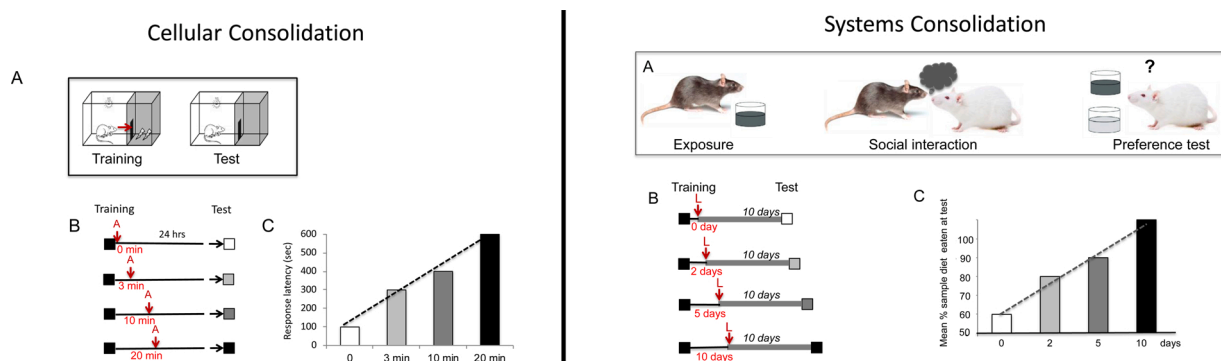 Cellular Consolidation
A
Training Test
B
Training Test
A
24 hrs
0 min
A
3 min
A
10 min
A
20 min
C
Response latency (sec)
600
500
400
300
200
100
0
0 3 min 10 min 20 min
Systems Consolidation
A
?
Exposure Social interaction Preference test
B
Training Test
L
10 days
0 day
L
10 days
2 days
L
10 days
5 days
L
10 days
10 days
C
Mean % sample diet eaten at test
100
90
80
70
60
50
0 2 5 10 days